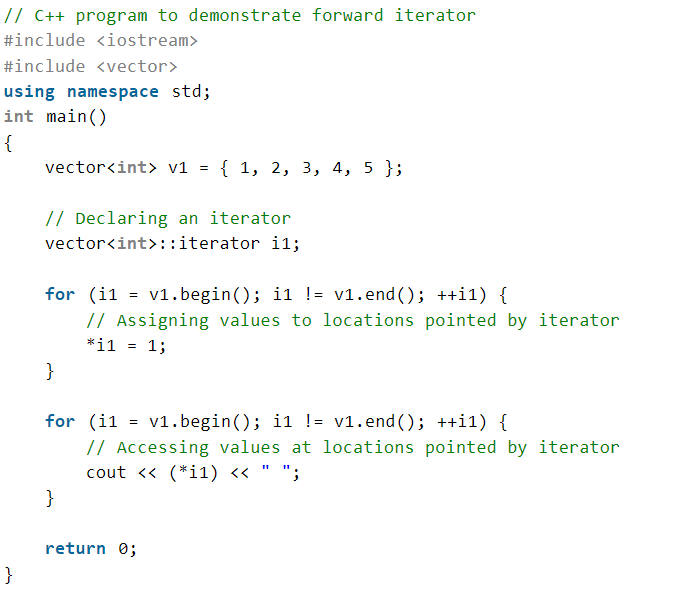 // C++ program to demonstrate forward iterator
#include <iostream>
#include <vector>
using namespace std;
int main()
{
    vector<int> v1 = { 1, 2, 3, 4, 5 };

    // Declaring an iterator
    vector<int>::iterator i1;

    for (i1 = v1.begin(); i1 != v1.end(); ++i1) {
        // Assigning values to locations pointed by iterator
        *i1 = 1;
    }

    for (i1 = v1.begin(); i1 != v1.end(); ++i1) {
        // Accessing values at locations pointed by iterator
        cout << (*i1) << " ";
    }

    return 0;
}